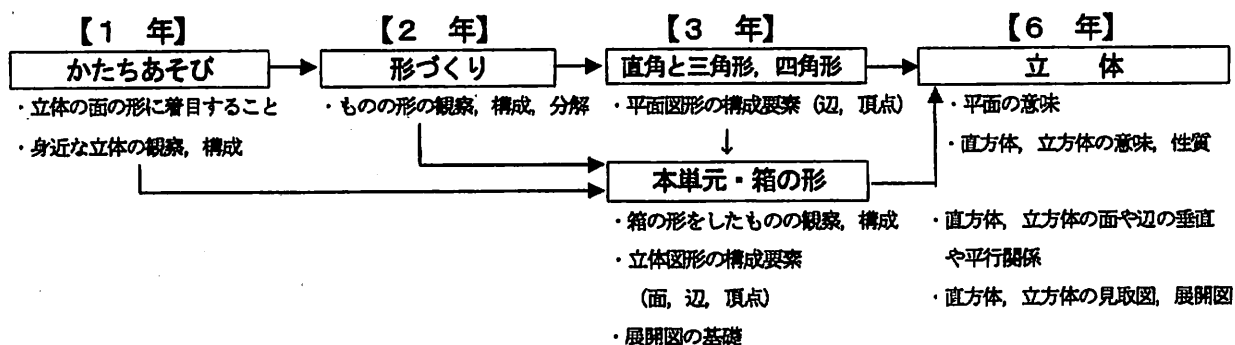 【1 年】
かたちあそび
・立体の面の形に着目すること
・身近な立体の観察，構成
【2 年】
形づくり
・ものの形の観察，構成，分解
【3 年】
直角と三角形，四角形
・平面図形の構成要素（辺，頂点）
↓
本単元・箱の形
・箱の形をしたものの観察，構成
・立体図形の構成要素
（面，辺，頂点）
・展開図の基礎
【6 年】
立 体
・平面の意味
・直方体，立方体の意味，性質
・直方体，立方体の面や辺の垂直
や平行関係
・直方体，立方体の見取図，展開図